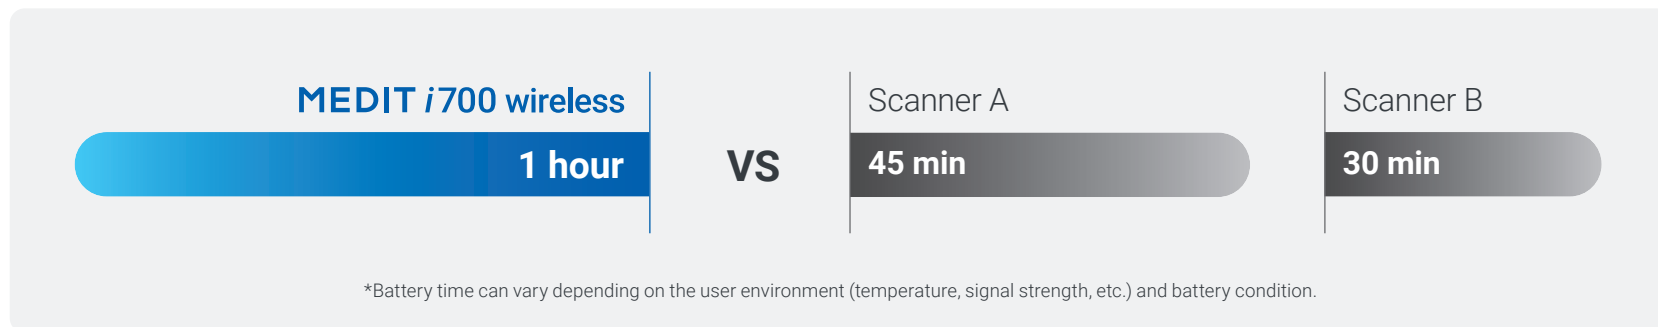 MEDIT i700 wireless
1 hour
VS
Scanner A
45 min
Scanner B
30 min
*Battery time can vary depending on the user environment (temperature, signal strength, etc.) and battery condition.